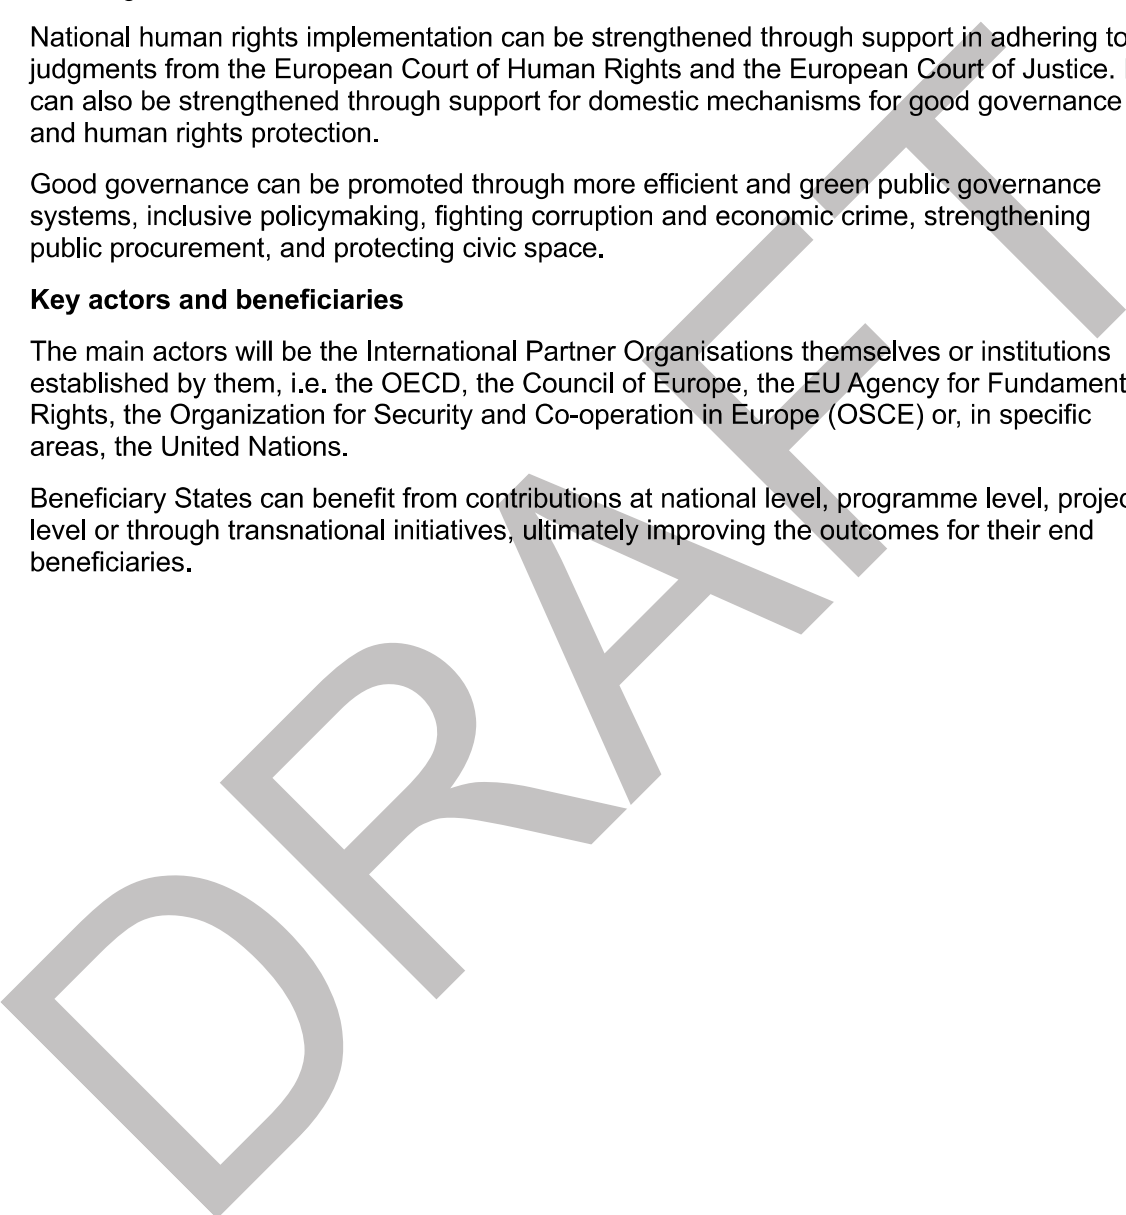 National human rights implementation can be strengthened through support in adhering to
judgments from the European Court of Human Rights and the European Court of Justice.
can also be strengthened through support for domestic mechanisms for good governance
and human rights protection.
Good governance can be promoted through more efficient and green public governance
systems, inclusive policymaking, fighting corruption and economic crime, strengthening
public procurement, and protecting civic space.
Key actors and beneficiaries
The main actors will be the International Partner Organisations themselves or institutions
established by them, i.e. the OECD, the Council of Europe, the EU Agency for Fundament
Rights, the Organization for Security and Co-operation in Europe (OSCE) or, in specific
areas, the United Nations.
Beneficiary States can benefit from contributions at national level, programme level, projec
level or through transnational initiatives, ultimately improving the outcomes for their end
beneficiaries.
DRAFT